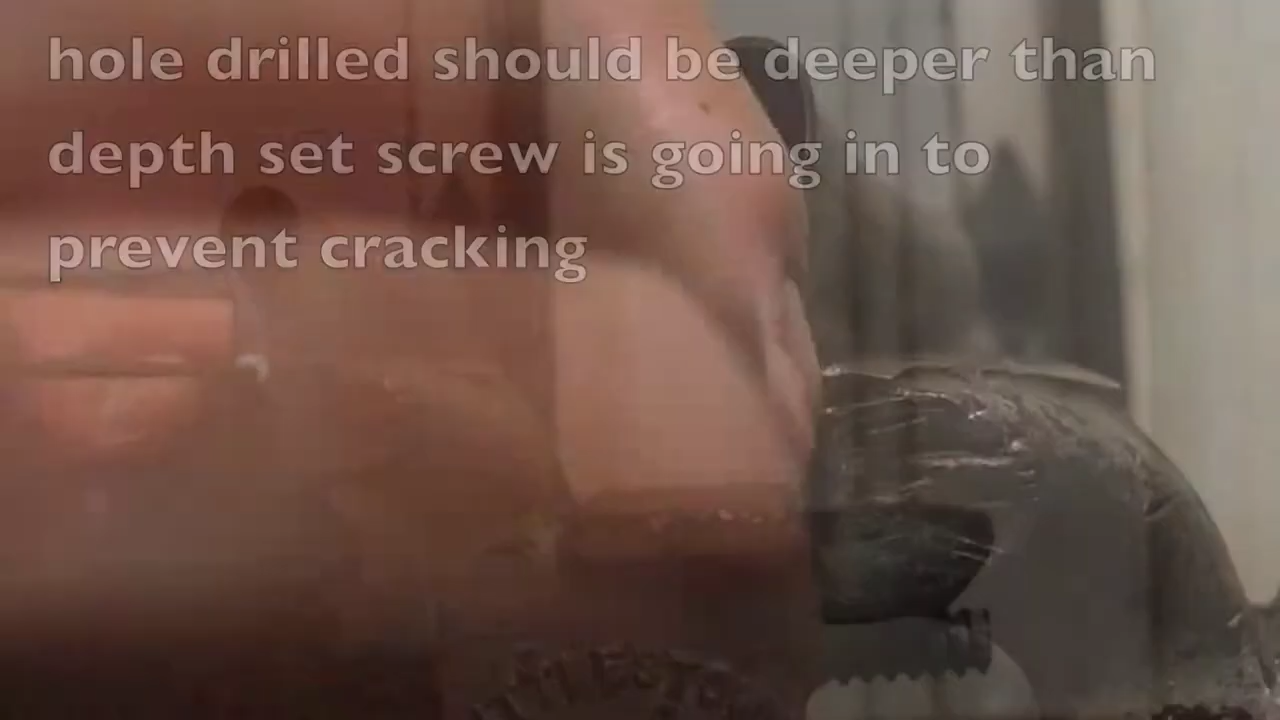 hole drilled should be deeper than
depth set screw is going in to
prevent cracking